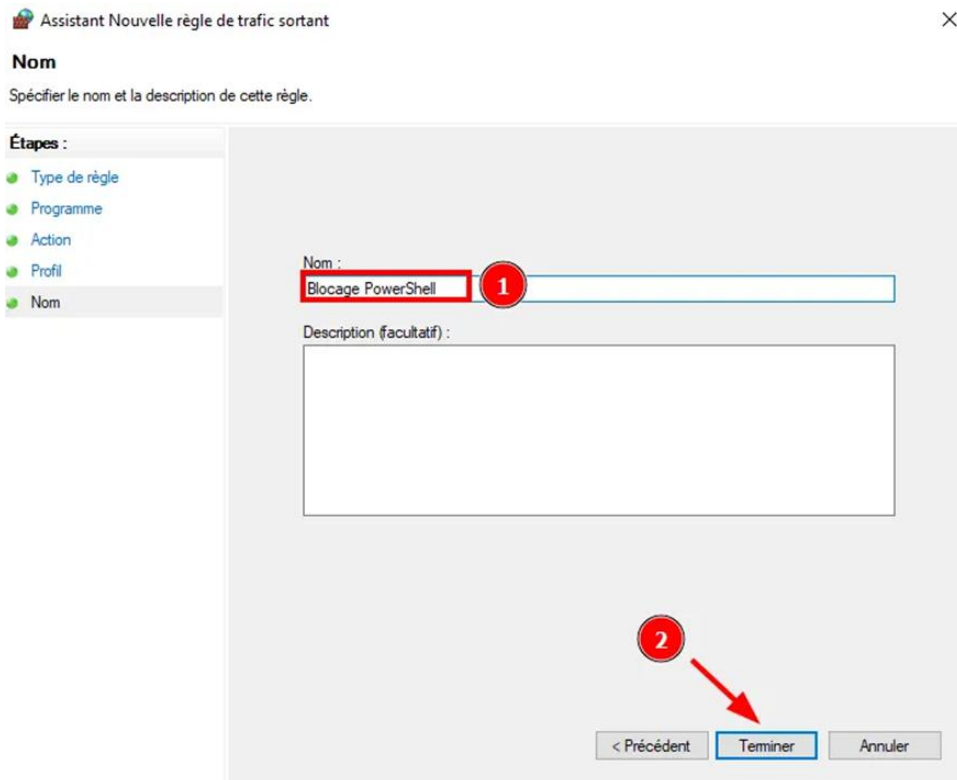 Assistant Nouvelle règle de trafic sortant
Nom
Spécifier le nom et la description de cette règle.
Étapes :
Type de règle
Programme
Action
Profil
Nom
Nom :
Blocage PowerShell
1
Description (facultatif) :
2
< Précédent
Terminer
Annuler